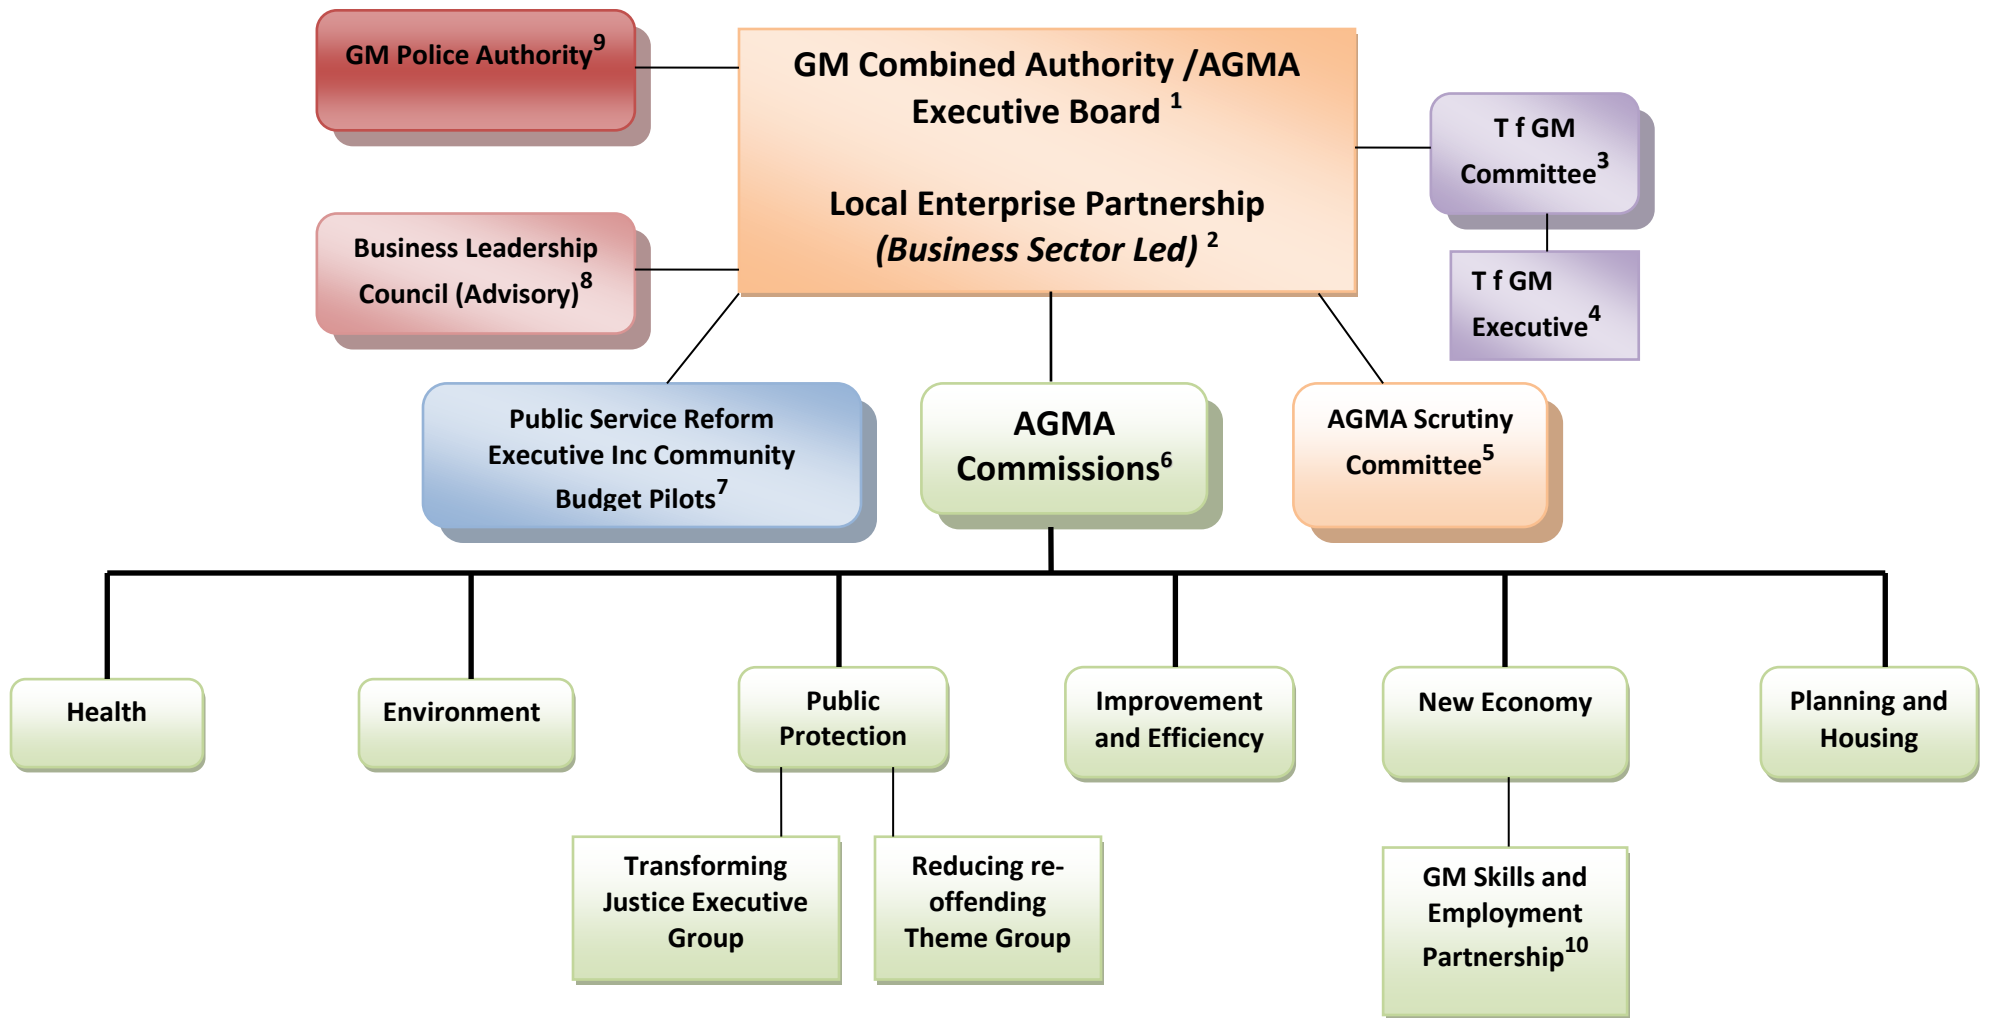 GM Police Authority9
GM Combined Authority /AGMA
Executive Board 1
Local Enterprise Partnership
(Business Sector Led) 2
T f GM
Committee3
Business Leadership
Council (Advisory)8
T f GM
Executive4
Public Service Reform
Executive Inc Community
Budget Pilots7
AGMA
Commissions6
AGMA Scrutiny
Committee5
Health
Environment
Public
Protection
Improvement
and Efficiency
New Economy
Planning and
Housing
Transforming
Justice Executive
Group
Reducing re-
offending
Theme Group
GM Skills and
Employment
Partnership10